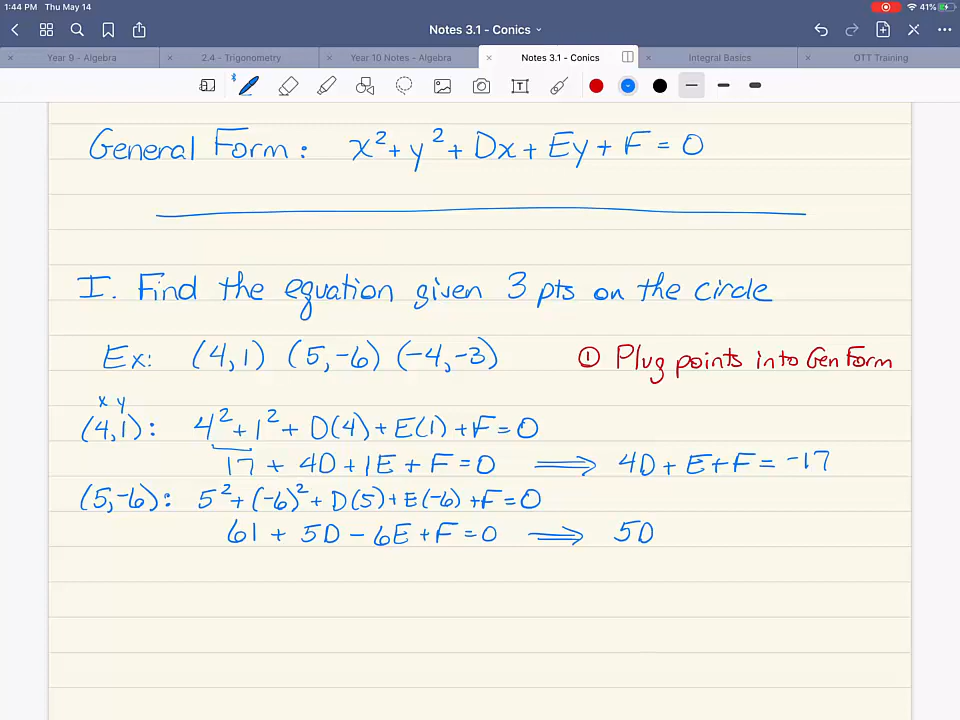 1:44 PM Thu May 14
41%
Notes 3.1 - Conics
Year 9 - Algebra
2.4 - Trigonometry
Year 10 Notes - Algebra
Notes 3.1 - Conics
Integral Basics
OTT Training
General Form: x² + y² + Dx + Ey + F = 0
I. Find the equation given 3 pts on the circle
Ex: (4,1) (5,-6) (-4,-3) ① Plug points into Gen Form
x y
(4,1): 4² + 1² + D(4) + E(1) + F = 0
17 + 4D + 1E + F = 0 ⟹ 4D + E + F = -17
(5,-6): 5² + (-6)² + D(5) + E(-6) + F = 0
61 + 5D - 6E + F = 0 ⟹ 5D